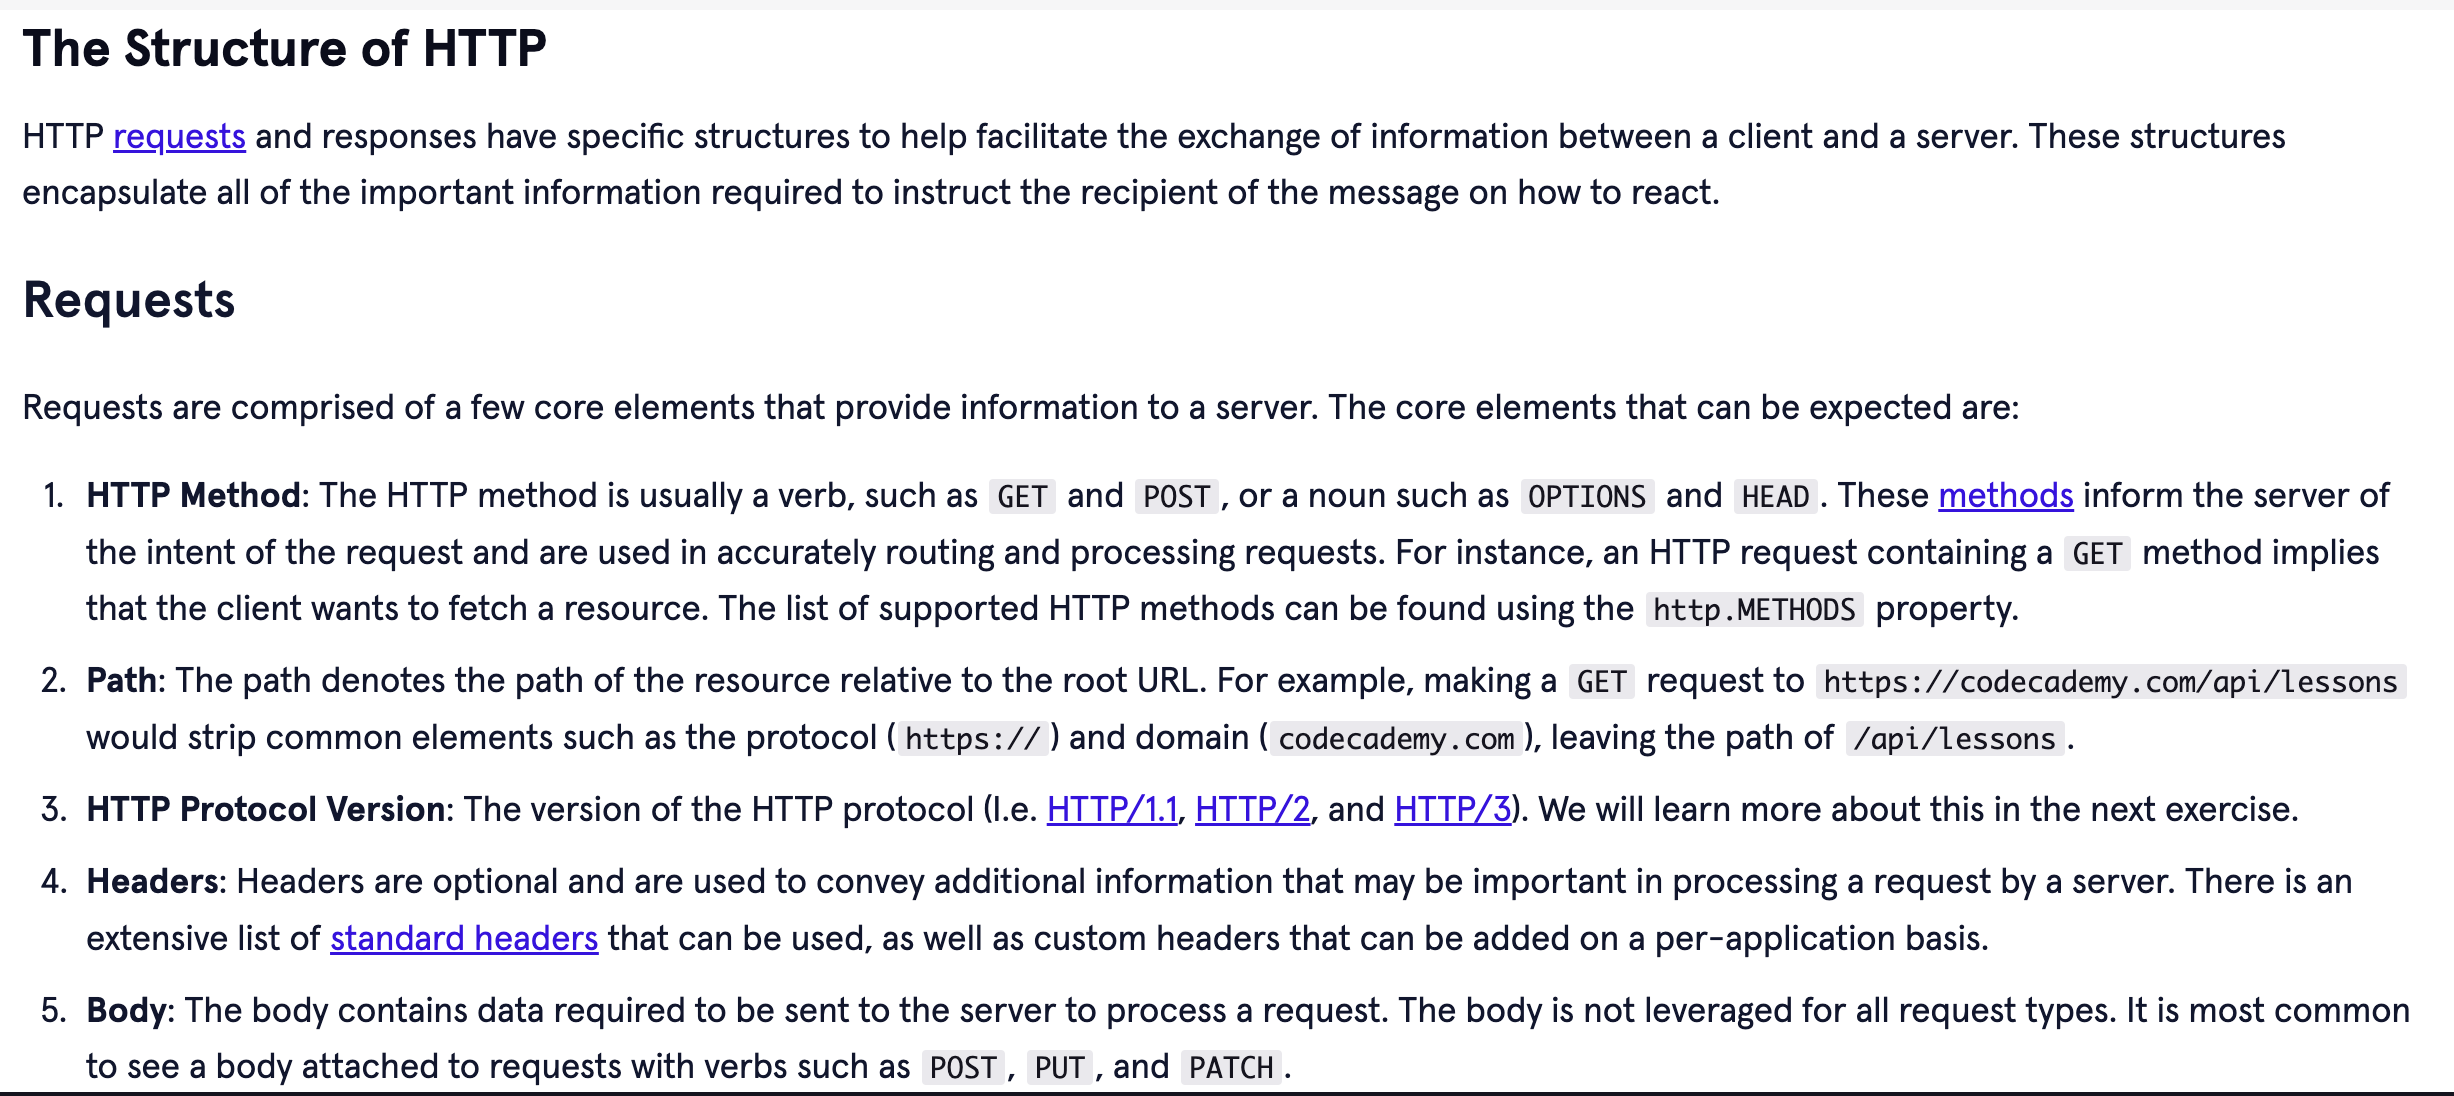 The Structure of HTTP
HTTP requests and responses have specific structures to help facilitate the exchange of information between a client and a server. These structures
encapsulate all of the important information required to instruct the recipient of the message on how to react.
Requests
Requests are comprised of a few core elements that provide information to a server. The core elements that can be expected are:
1. HTTP Method: The HTTP method is usually a verb, such as GET and POST, or a noun such as OPTIONS and HEAD. These methods inform the server of
the intent of the request and are used in accurately routing and processing requests. For instance, an HTTP request containing a GET method implies
that the client wants to fetch a resource. The list of supported HTTP methods can be found using the http.METHODS property.
2. Path: The path denotes the path of the resource relative to the root URL. For example, making a GET request to https://codecademy.com/api/lessons
would strip common elements such as the protocol (https://) and domain (codecademy.com), leaving the path of /api/lessons.
3. HTTP Protocol Version: The version of the HTTP protocol (I.e. HTTP/1.1, HTTP/2, and HTTP/3). We will learn more about this in the next exercise.
4. Headers: Headers are optional and are used to convey additional information that may be important in processing a request by a server. There is an
extensive list of standard headers that can be used, as well as custom headers that can be added on a per-application basis.
5. Body: The body contains data required to be sent to the server to process a request. The body is not leveraged for all request types. It is most common
to see a body attached to requests with verbs such as POST, PUT, and PATCH.